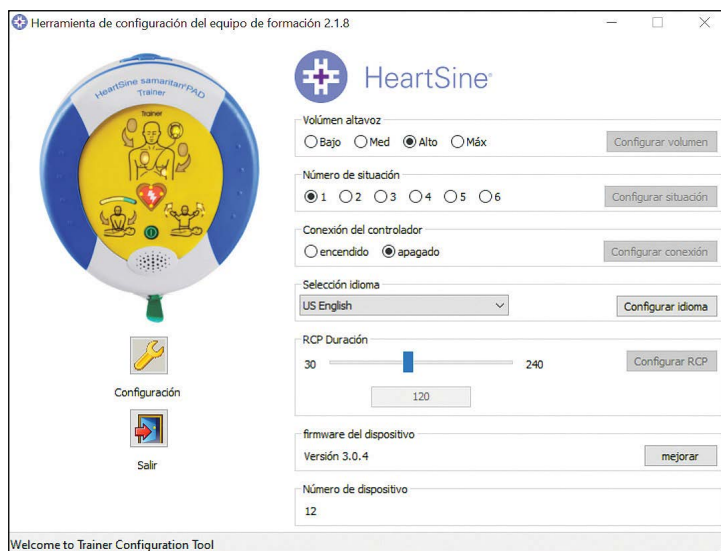 Herramienta de configuración del equipo de formación 2.1.8
HeartSine samaritan PAD
Trainer
Trainer
HeartSine
Volúmen altavoz
Bajo Med Alto Máx Configurar volumen
Número de situación
1 2 3 4 5 6 Configurar situación
Conexión del controlador
encendido apagado Configurar conexión
Selección idioma
US English Configurar idioma
RCP Duración
30 240 Configurar RCP
120
Configuración
Salir
firmware del dispositivo
Versión 3.0.4 mejorar
Número de dispositivo
12
Welcome to Trainer Configuration Tool